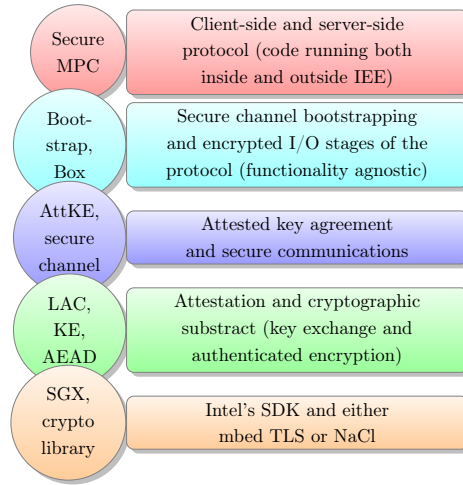 Secure
MPC
Client-side and server-side
protocol (code running both
inside and outside IEE)
Boot-
strap,
Box
Secure channel bootstrapping
and encrypted I/O stages of the
protocol (functionality agnostic)
AttKE,
secure
channel
Attested key agreement
and secure communications
LAC,
KE,
AEAD
Attestation and cryptographic
substract (key exchange and
authenticated encryption)
SGX,
crypto
library
Intel's SDK and either
mbed TLS or NaCl